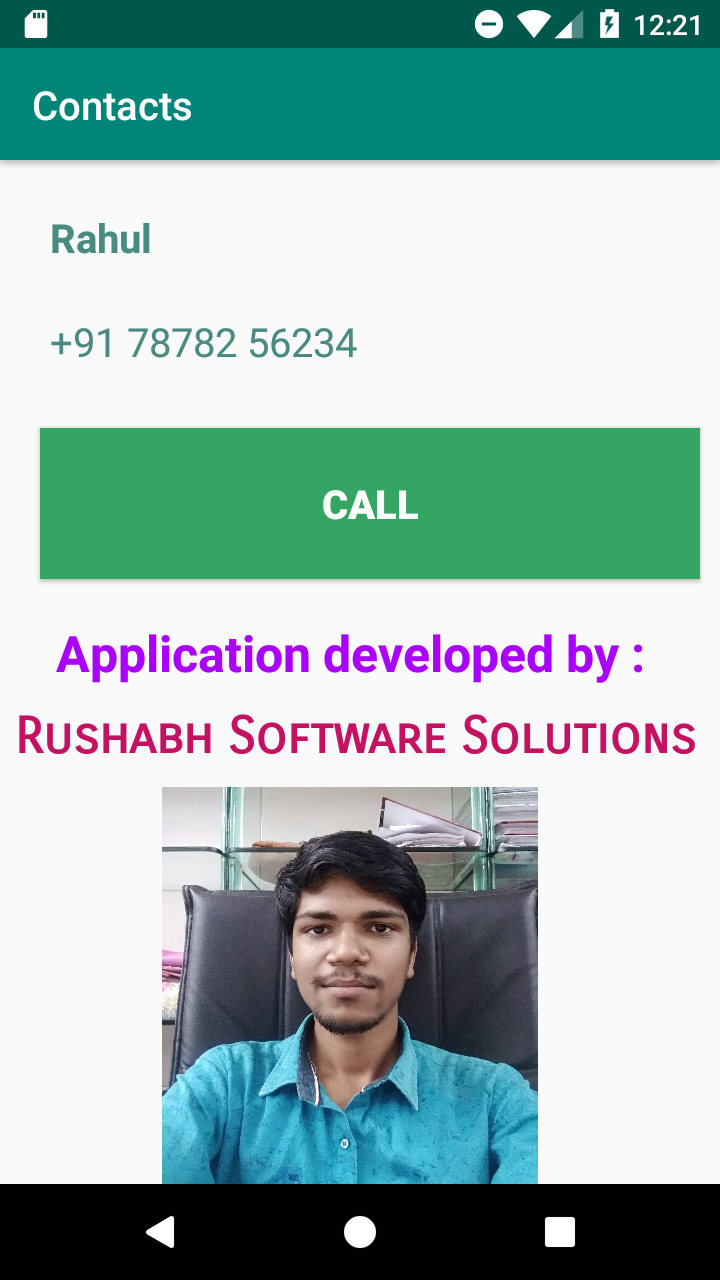 12:21
Contacts
Rahul
+91 78782 56234
CALL
Application developed by :
Rushabh Software Solutions